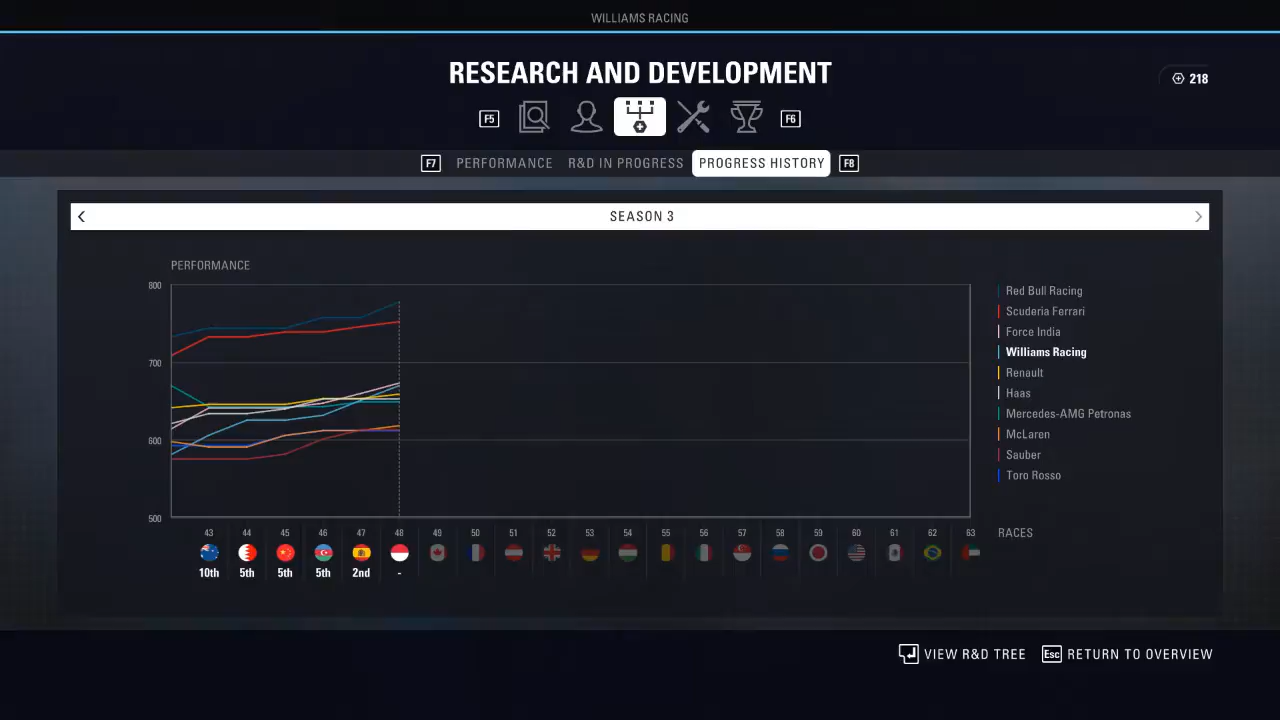 WILLIAMS RACING
RESEARCH AND DEVELOPMENT
218
F5
F6
F7 PERFORMANCE R&D IN PROGRESS PROGRESS HISTORY F8
SEASON 3
PERFORMANCE
800
700
600
500
Red Bull Racing
Scuderia Ferrari
Force India
Williams Racing
Renault
Haas
Mercedes-AMG Petronas
McLaren
Sauber
Toro Rosso
43 44 45 46 47 48 49 50 51 52 53 54 55 56 57 58 59 60 61 62 63 RACES
10th 5th 5th 5th 2nd -
VIEW R&D TREE Esc RETURN TO OVERVIEW